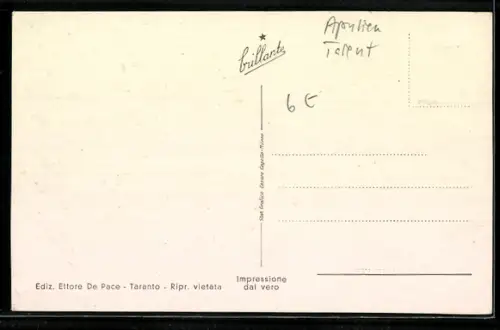 Apulien
Tarent
★
brillante
6 €
Ediz. Ettore De Pace - Taranto - Ripr. vietata
Impressione
dal vero